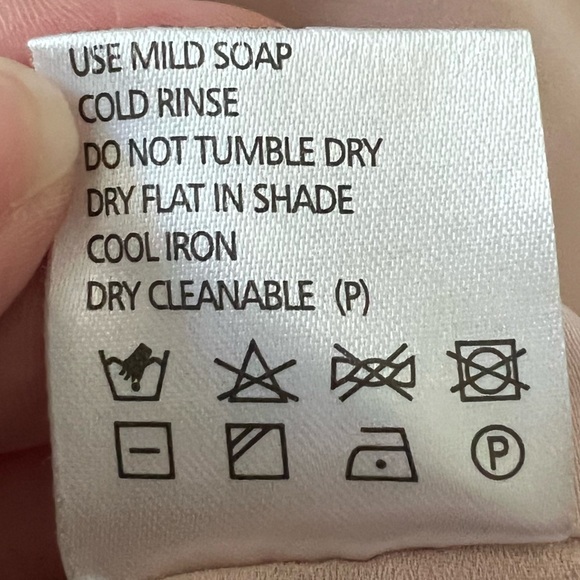 USE MILD SOAP
COLD RINSE
DO NOT TUMBLE DRY
DRY FLAT IN SHADE
COOL IRON
DRY CLEANABLE (P)
P